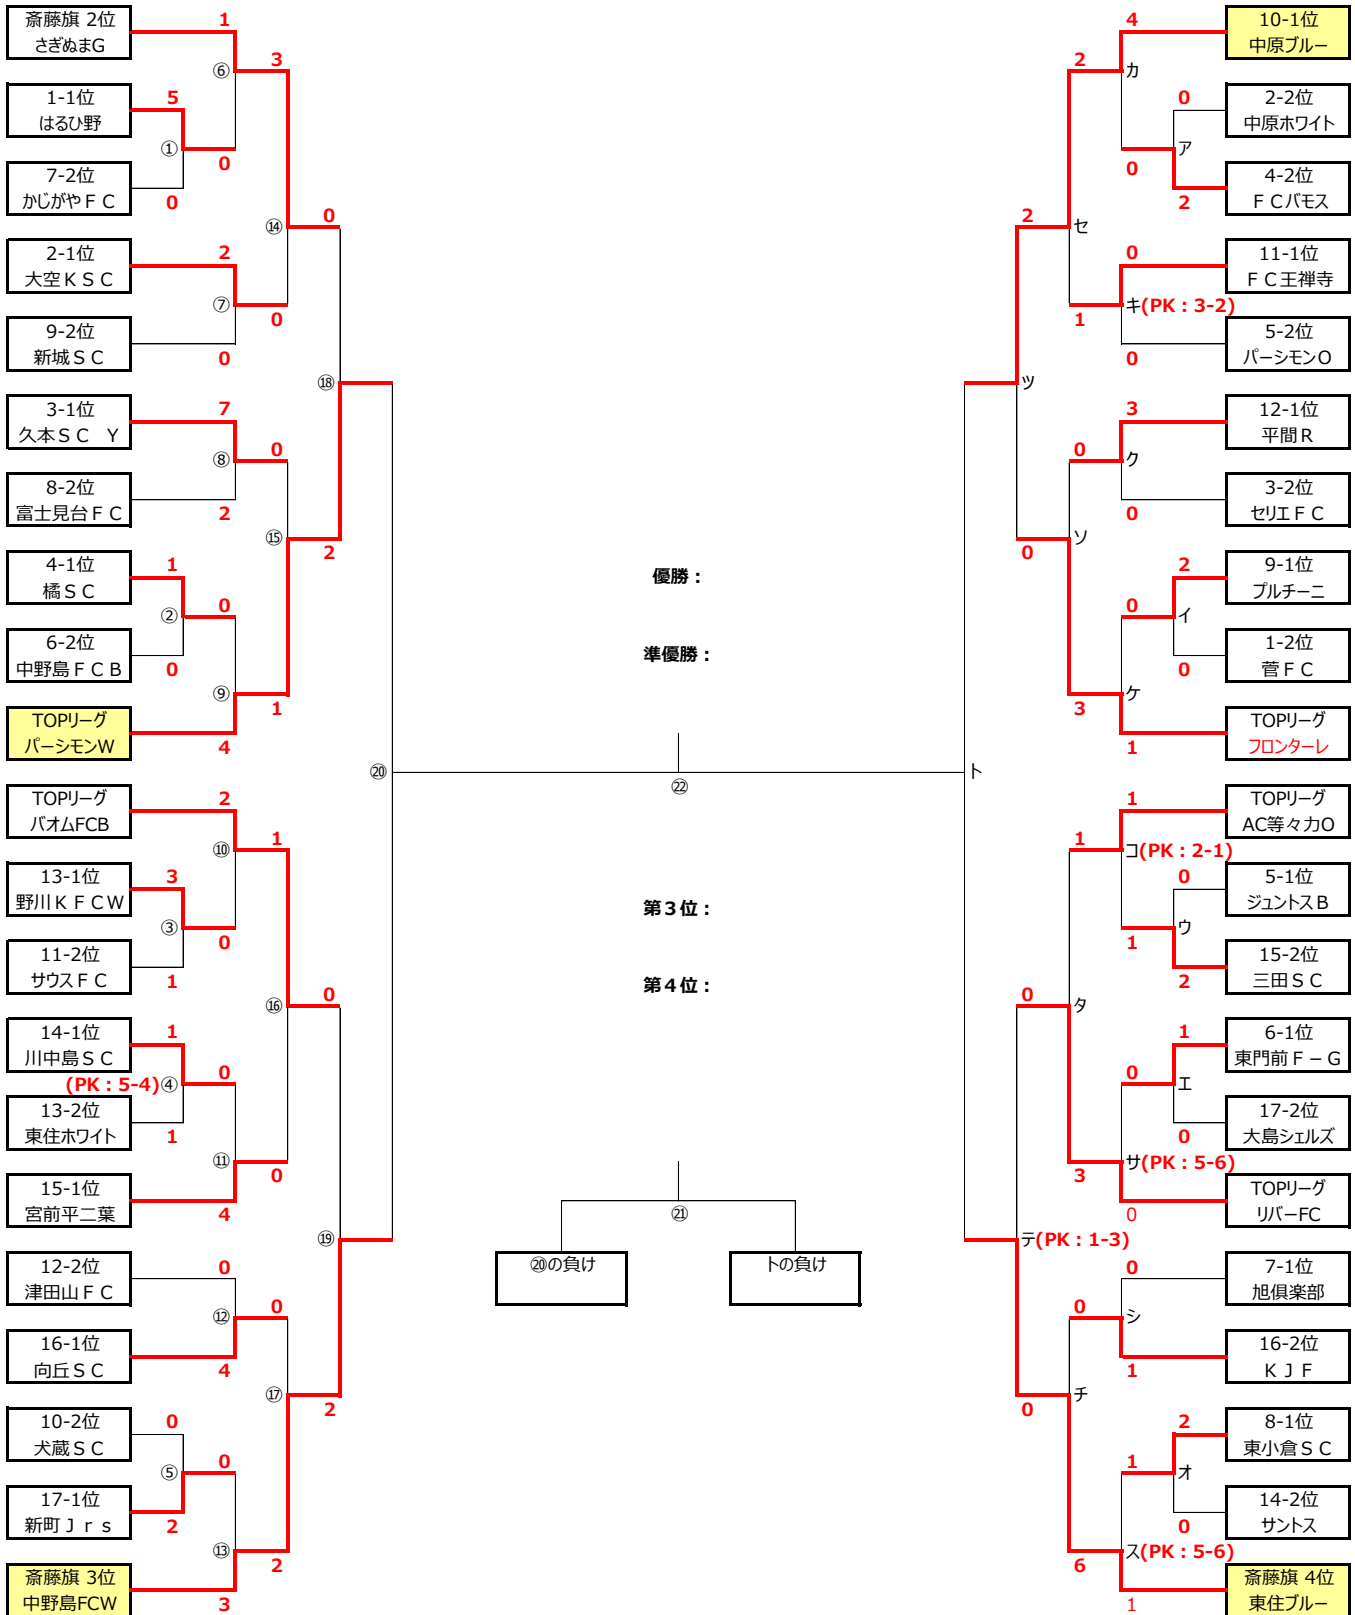 斎藤旗 2位
さぎぬまG
1
⑥
3
1-1位
はるひ野
5
①
0
7-2位
かじがやＦＣ
0
⑭
0
2-1位
大空ＫＳＣ
2
⑦
0
9-2位
新城ＳＣ
0
⑱
3-1位
久本ＳＣ　Ｙ
7
⑧
0
8-2位
富士見台ＦＣ
2
⑮
2
4-1位
橘ＳＣ
1
②
0
6-2位
中野島ＦＣＢ
0
⑨
1
TOPリーグ
パーシモンW
4
⑳
TOPリーグ
バオムFCB
2
⑩
1
13-1位
野川ＫＦＣＷ
3
③
0
11-2位
サウスＦＣ
1
⑯
0
14-1位
川中島ＳＣ
1
(PK：5-4)
④
0
13-2位
東住ホワイト
1
⑪
0
15-1位
宮前平二葉
4
⑲
12-2位
津田山ＦＣ
0
⑫
0
16-1位
向丘ＳＣ
4
⑰
2
10-2位
犬蔵ＳＣ
0
⑤
0
17-1位
新町Ｊｒｓ
2
⑬
2
斎藤旗 3位
中野島FCW
3
優勝：
準優勝：
㉒
第３位：
第４位：
㉑
⑳の負け
トの負け
4
10-1位
中原ブルー
2
カ
0
2-2位
中原ホワイト
ア
0
4-2位
ＦＣバモス
2
2
セ
0
11-1位
ＦＣ王禅寺
キ(PK：3-2)
1
5-2位
パーシモンＯ
0
ツ
3
12-1位
平間Ｒ
0
ク
3-2位
セリエＦＣ
0
ソ
0
2
9-1位
プルチーニ
0
イ
1-2位
菅ＦＣ
0
ケ
3
TOPリーグ
フロンターレ
1
ト
1
TOPリーグ
AC等々力O
1
コ(PK：2-1)
0
5-1位
ジュントスＢ
ウ
1
15-2位
三田ＳＣ
2
0
タ
1
6-1位
東門前Ｆ－Ｇ
0
エ
17-2位
大島シェルズ
0
サ(PK：5-6)
3
TOPリーグ
リバーFC
0
テ(PK：1-3)
0
7-1位
旭倶楽部
0
シ
16-2位
ＫＪＦ
1
チ
0
2
8-1位
東小倉ＳＣ
1
オ
14-2位
サントス
0
ス(PK：5-6)
6
斎藤旗 4位
東住ブルー
1